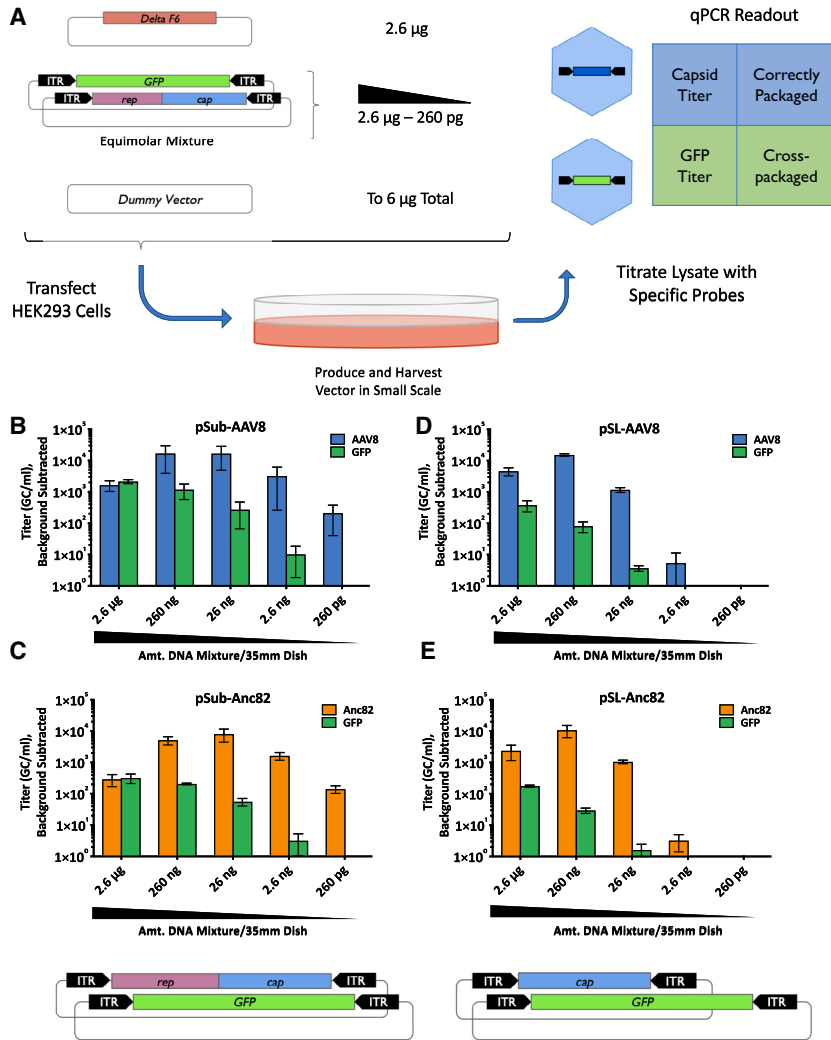 A
Delta F6
2.6 µg
ITR GFP ITR
ITR rep cap ITR
Equimolar Mixture
2.6 µg – 260 pg
Dummy Vector
To 6 µg Total
qPCR Readout
Capsid Titer
Correctly Packaged
GFP Titer
Cross-packaged
Transfect
HEK293 Cells
Titrate Lysate with
Specific Probes
Produce and Harvest
Vector in Small Scale
B
pSub-AAV8
AAV8
GFP
Titer (GC/ml),
Background Subtracted
1×10⁵
1×10⁴
1×10³
1×10²
1×10¹
1×10⁰
2.6 µg
260 ng
26 ng
2.6 ng
260 pg
Amt. DNA Mixture/35mm Dish
D
pSL-AAV8
AAV8
GFP
Titer (GC/ml),
Background Subtracted
1×10⁵
1×10⁴
1×10³
1×10²
1×10¹
1×10⁰
2.6 µg
260 ng
26 ng
2.6 ng
260 pg
Amt. DNA Mixture/35mm Dish
C
pSub-Anc82
Anc82
GFP
Titer (GC/ml),
Background Subtracted
1×10⁵
1×10⁴
1×10³
1×10²
1×10¹
1×10⁰
2.6 µg
260 ng
26 ng
2.6 ng
260 pg
Amt. DNA Mixture/35mm Dish
E
pSL-Anc82
Anc82
GFP
Titer (GC/ml),
Background Subtracted
1×10⁵
1×10⁴
1×10³
1×10²
1×10¹
1×10⁰
2.6 µg
260 ng
26 ng
2.6 ng
260 pg
Amt. DNA Mixture/35mm Dish
ITR rep cap ITR
ITR GFP ITR
ITR cap ITR
ITR GFP ITR